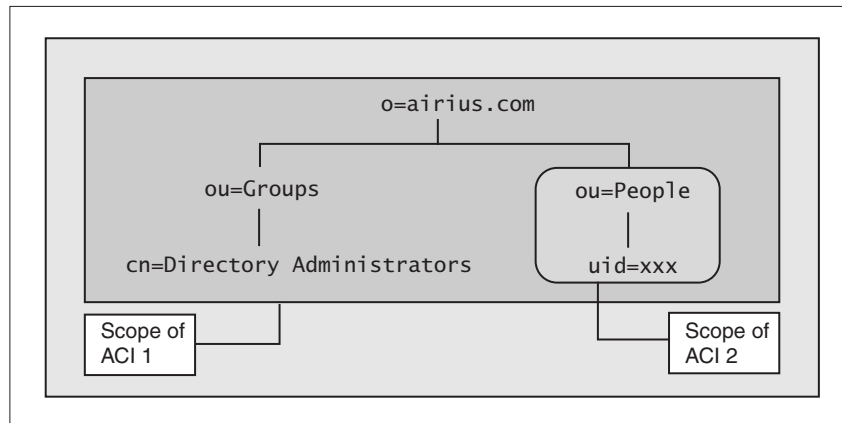 o=airius.com
ou=Groups
ou=People
cn=Directory Administrators
uid=xxx
Scope of
ACI 1
Scope of
ACI 2